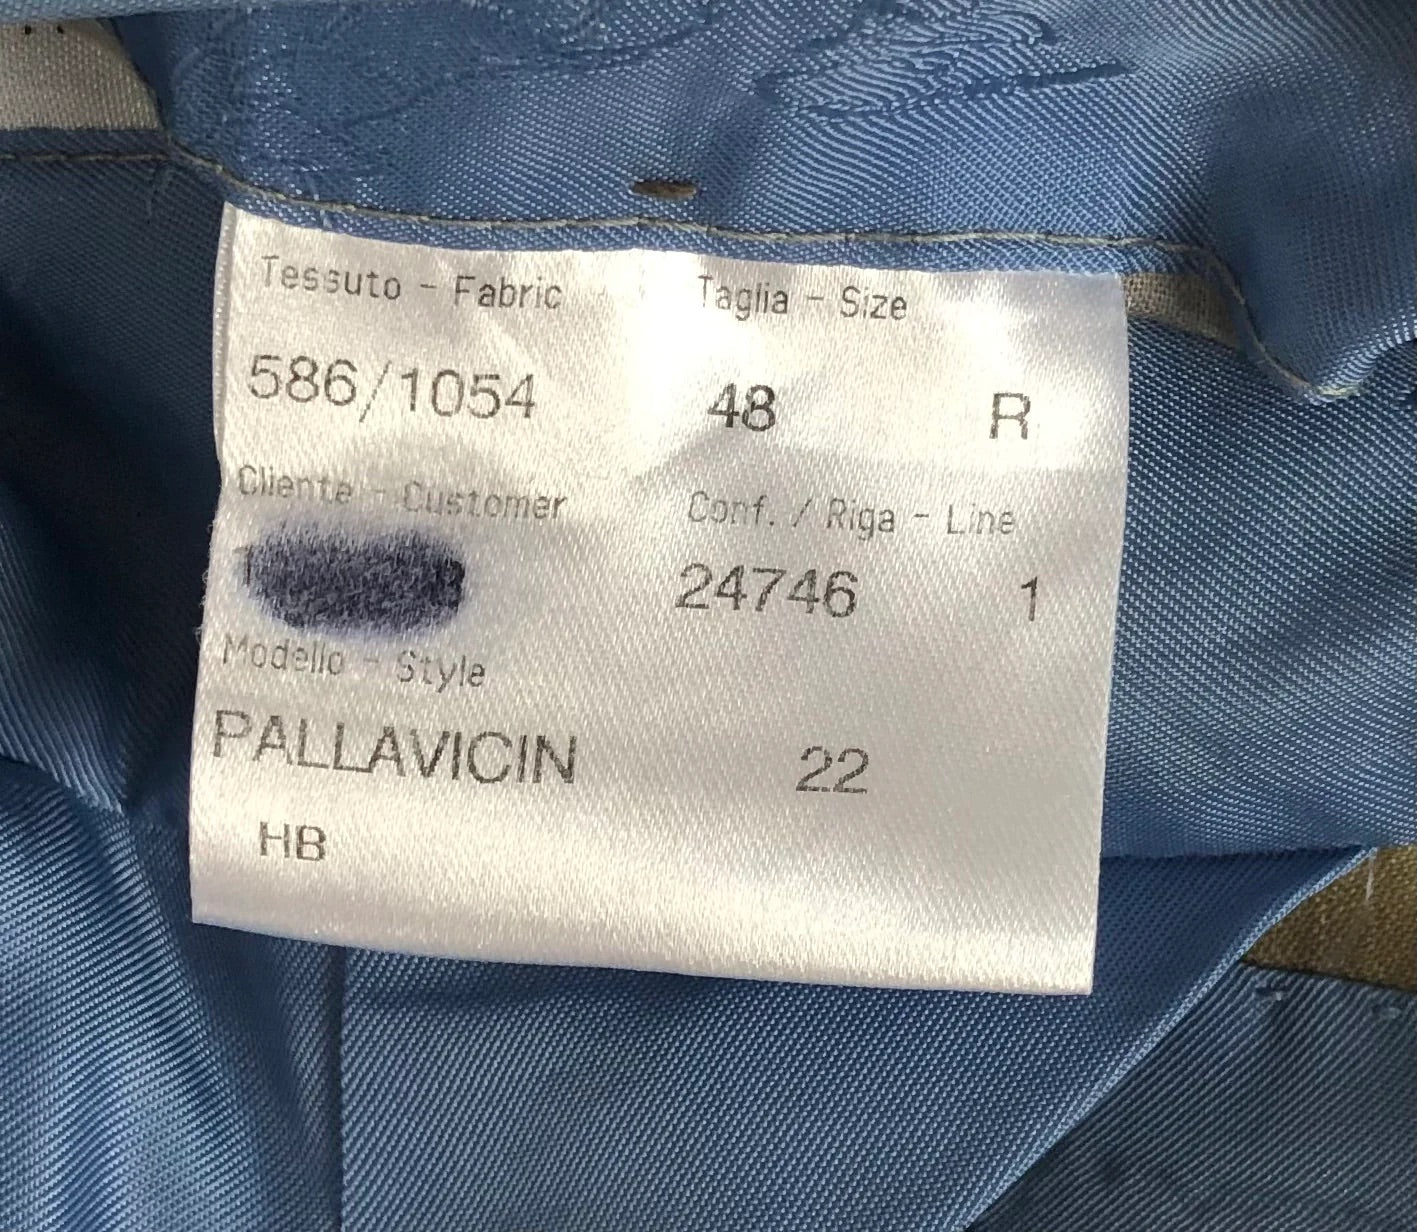 Tessuto - Fabric Taglia - Size
586/1054 48 R
Cliente - Customer Conf. / Riga - Line
24746 1
Modello - Style
PALLAVICIN 22
HB